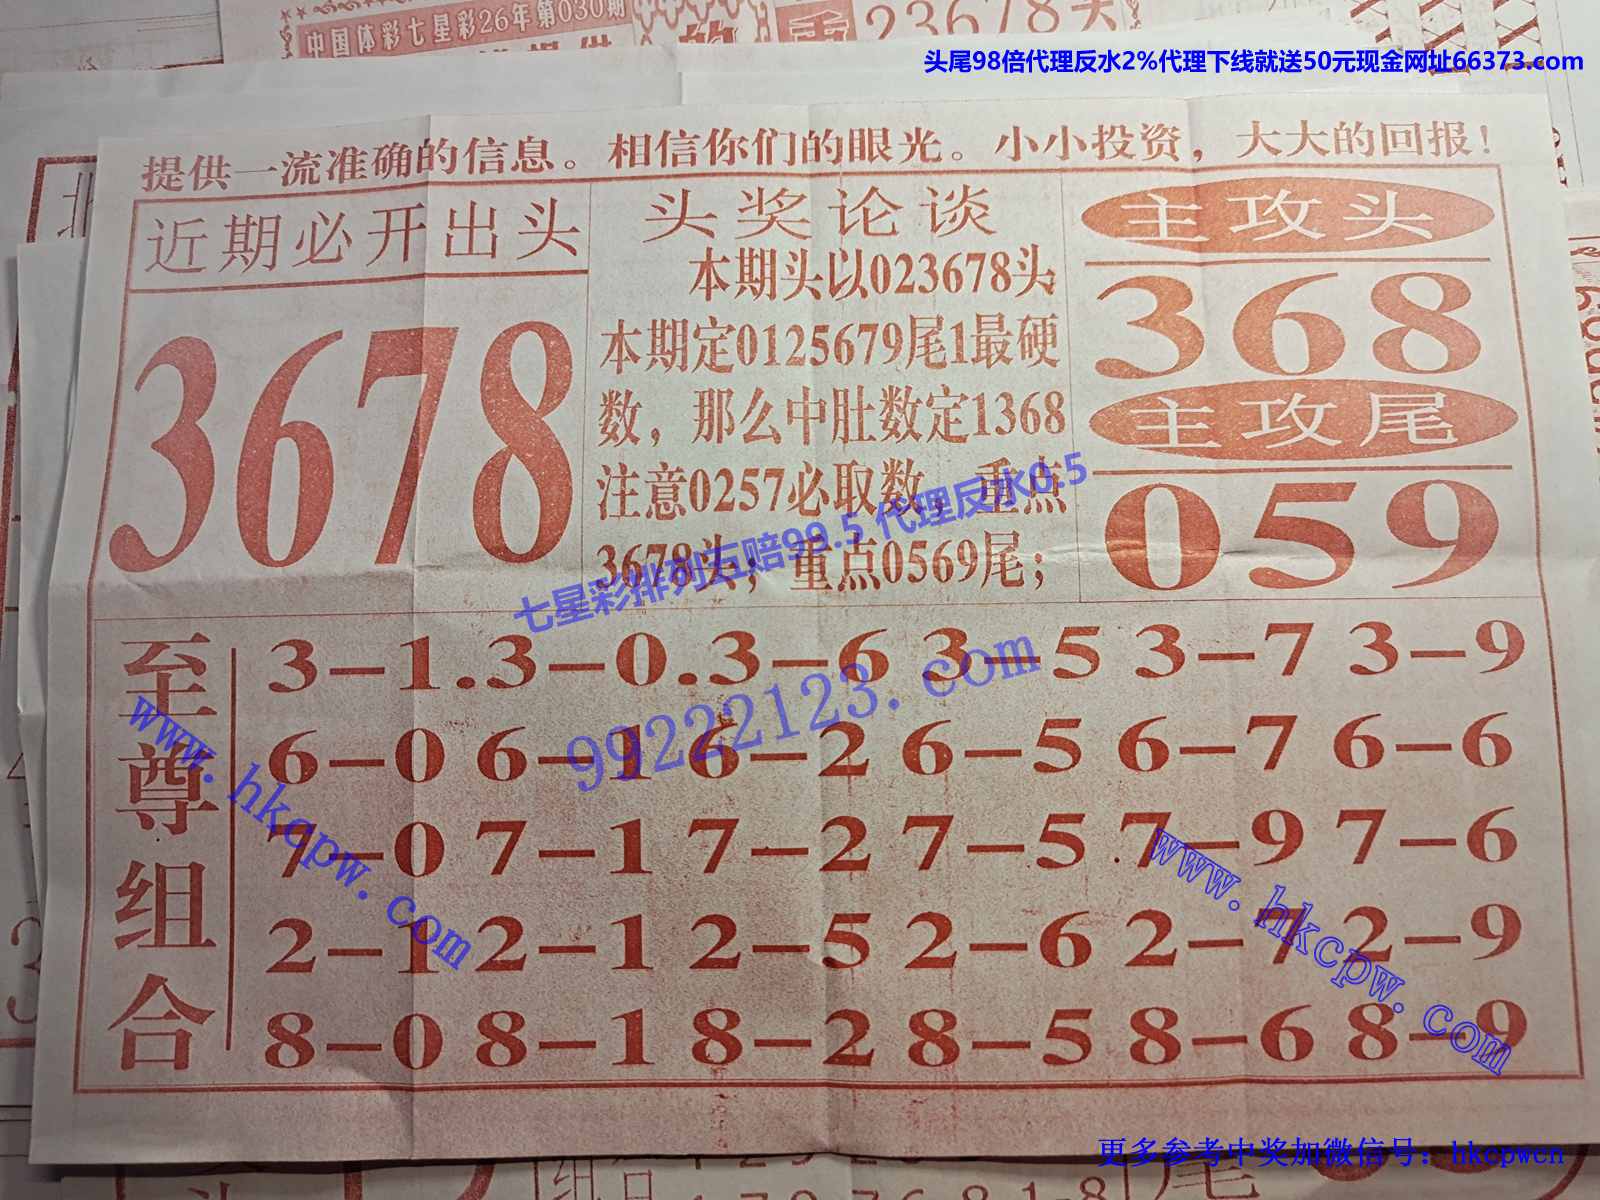 中国体彩七星彩26年第030期
23678头
头尾98倍代理反水2%代理下线就送50元现金网址66373.com
提供一流准确的信息。相信你们的眼光。小小投资，大大的回报！
近期必开出头
3678
头奖论谈
本期头以023678头
本期定0125679尾1最硬
数，那么中肚数定1368
注意0257必取数，重点
3678头；重点0569尾；
主攻头
368
主攻尾
059
七星彩排列五赔99.5 代理反水0.5
99222123.com
至尊组合
3-1.3-0.3-6 3-5 3-7 3-9
6-0 6-1 6-2 6-5 6-7 6-6
7-0 7-1 7-2 7-5 7-9 7-6
2-1 2-1 2-5 2-6 2-7 2-9
8-0 8-1 8-2 8-5 8-6 8-9
www.hkcpw.com
www.hkcpw.com
更多参考中奖加微信号：hkcpwcn